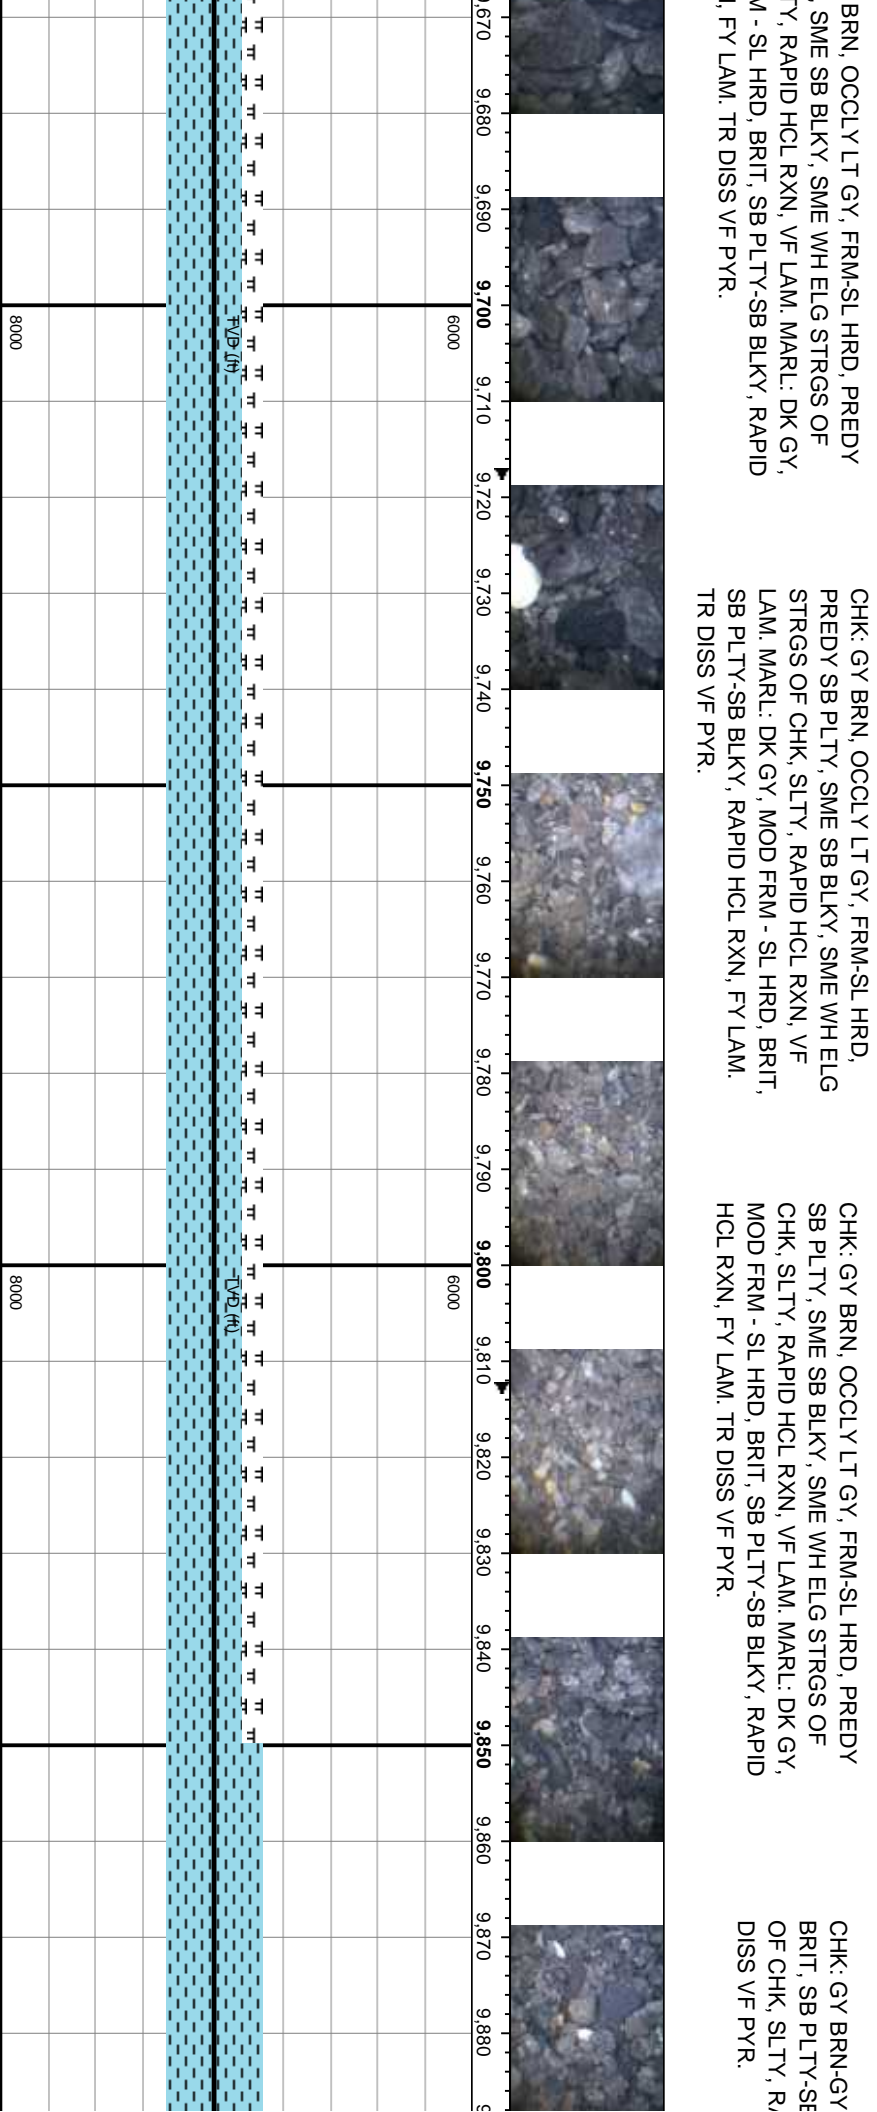 BRN, OCCLY LT GY, FRM-SL HRD, PREDY
, SME SB BLKY, SME WH ELG STRGS OF
TY, RAPID HCL RXN, VF LAM. MARL: DK GY,
M - SL HRD, BRIT, SB PLTY-SB BLKY, RAPID
, FY LAM. TR DISS VF PYR.
CHK: GY BRN, OCCLY LT GY, FRM-SL HRD,
PREDY SB PLTY, SME SB BLKY, SME WH ELG
STRGS OF CHK, SLTY, RAPID HCL RXN, VF
LAM. MARL: DK GY, MOD FRM - SL HRD, BRIT,
SB PLTY-SB BLKY, RAPID HCL RXN, FY LAM.
TR DISS VF PYR.
CHK: GY BRN, OCCLY LT GY, FRM-SL HRD, PREDY
SB PLTY, SME SB BLKY, SME WH ELG STRGS OF
CHK, SLTY, RAPID HCL RXN, VF LAM. MARL: DK GY,
MOD FRM - SL HRD, BRIT, SB PLTY-SB BLKY, RAPID
HCL RXN, FY LAM. TR DISS VF PYR.
CHK: GY BRN-GY
BRIT, SB PLTY-SB
OF CHK, SLTY, RA
DISS VF PYR.
9,670
9,680
9,690
9,700
9,710
9,720
9,730
9,740
9,750
9,760
9,770
9,780
9,790
9,800
9,810
9,820
9,830
9,840
9,850
9,860
9,870
9,880
6000
6000
TVD (ft)
TVD (ft)
8000
8000